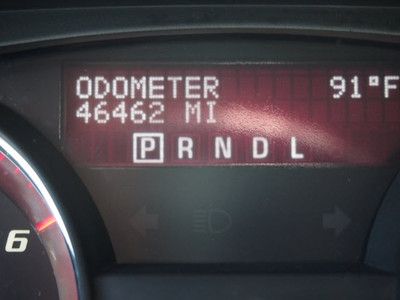 ODOMETER 91°F
46462 MI
P R N D L
6